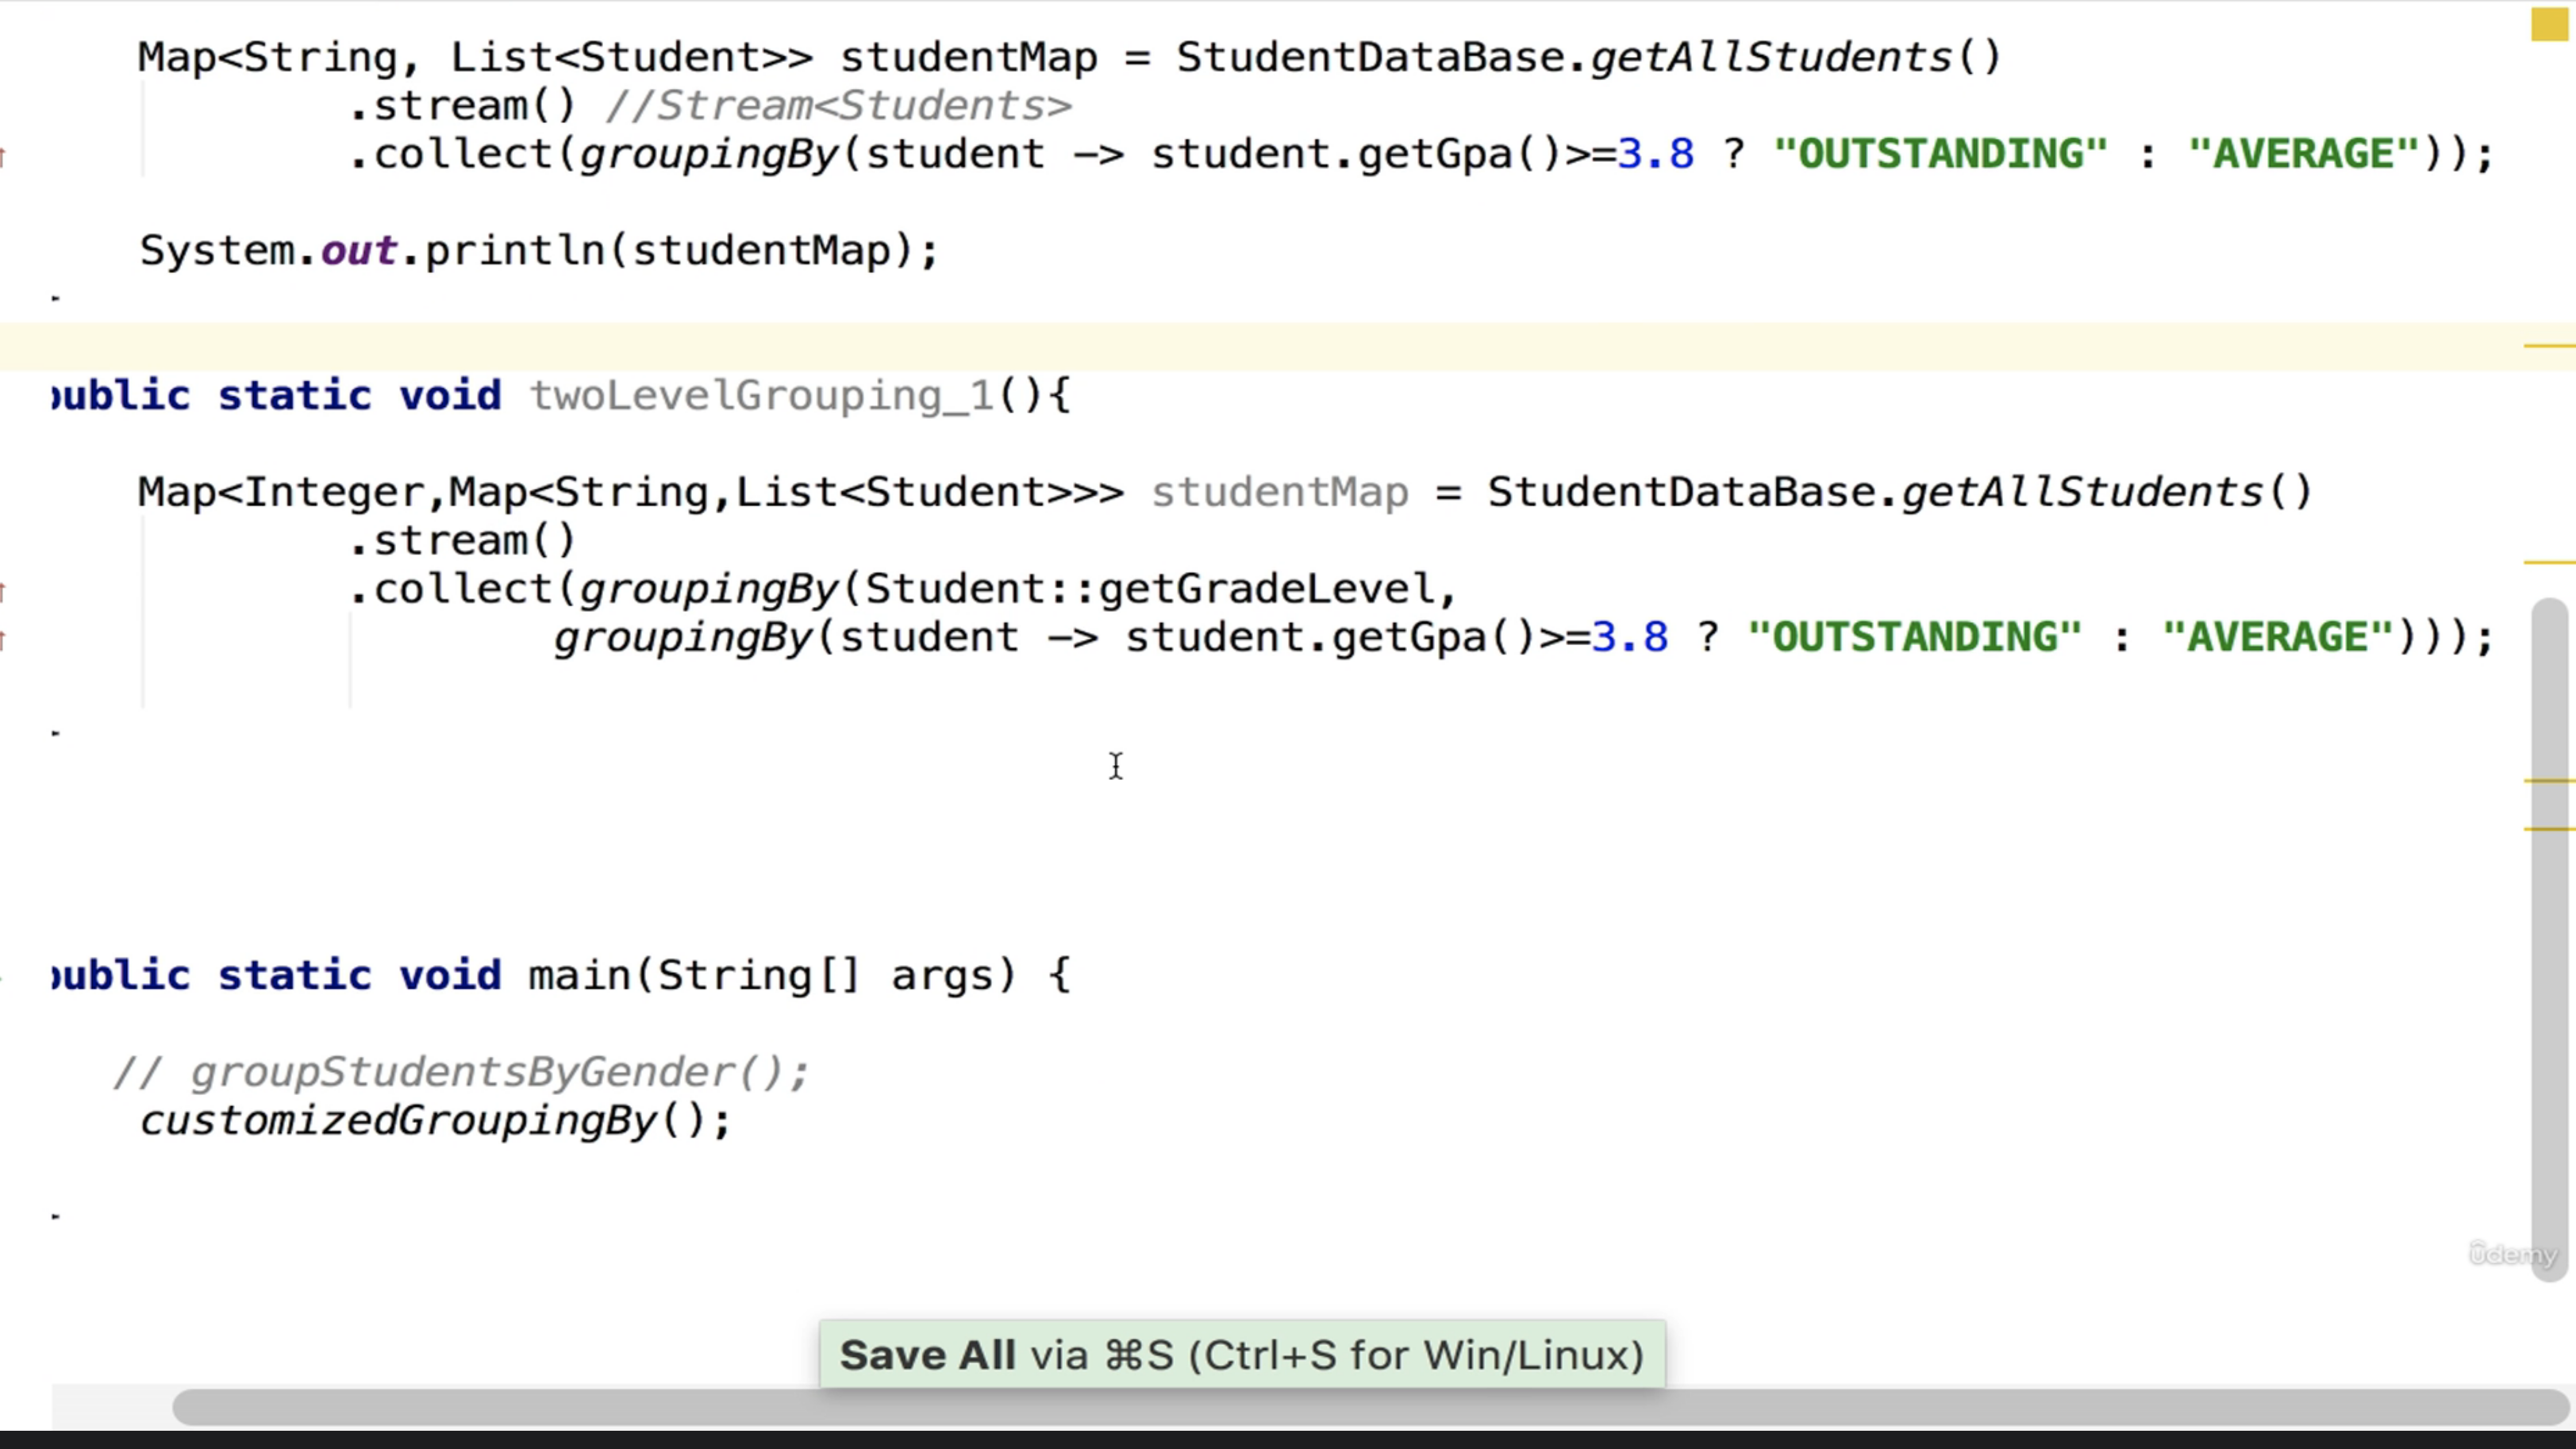 Map<String, List<Student>> studentMap = StudentDataBase.getAllStudents()
.stream() //Stream<Students>
.collect(groupingBy(student -> student.getGpa()>=3.8 ? "OUTSTANDING" : "AVERAGE"));
System.out.println(studentMap);
public static void twoLevelGrouping_1(){
Map<Integer,Map<String,List<Student>>> studentMap = StudentDataBase.getAllStudents()
.stream()
.collect(groupingBy(Student::getGradeLevel,
groupingBy(student -> student.getGpa()>=3.8 ? "OUTSTANDING" : "AVERAGE")));
public static void main(String[] args) {
// groupStudentsByGender();
customizedGroupingBy();
ûdemy
Save All via ⌘S (Ctrl+S for Win/Linux)